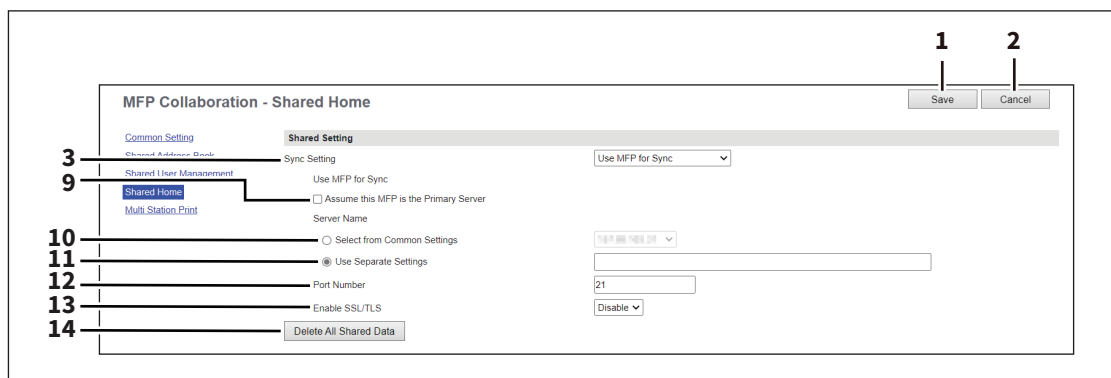 1 2
MFP Collaboration - Shared Home
Save Cancel
Common Setting
Shared Setting
Shared Address Book
3 Sync Setting Use MFP for Sync
Shared User Management
Use MFP for Sync
9 Assume this MFP is the Primary Server
Shared Home
Multi Station Print
Server Name
10 Select from Common Settings
11 Use Separate Settings
12 Port Number 21
13 Enable SSL/TLS Disable
14 Delete All Shared Data